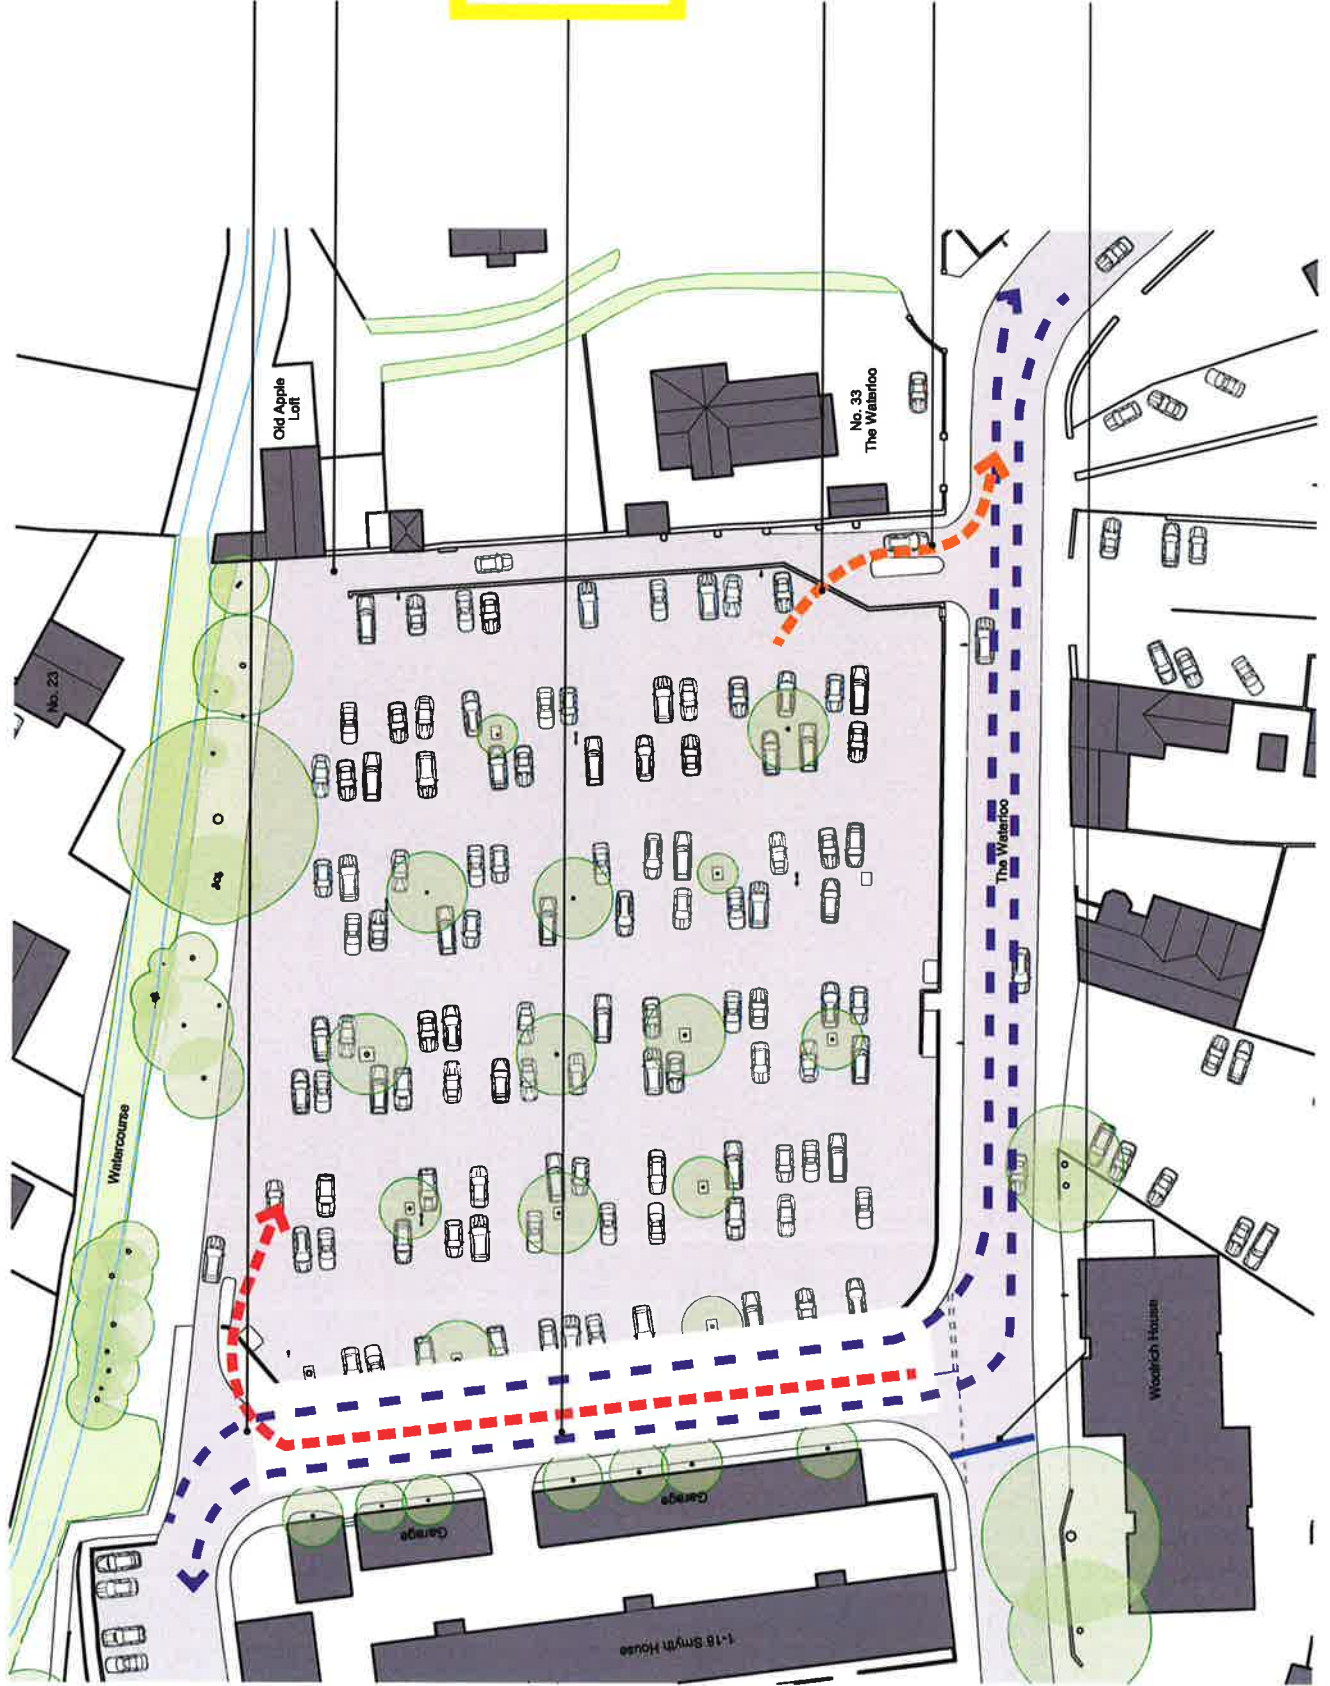 Old Apple
Loft
No. 33
The Waterloo
No. 23
The Waterloo
Watercourse
Woolrich House
Garage
Garage
1-18 Smyth House